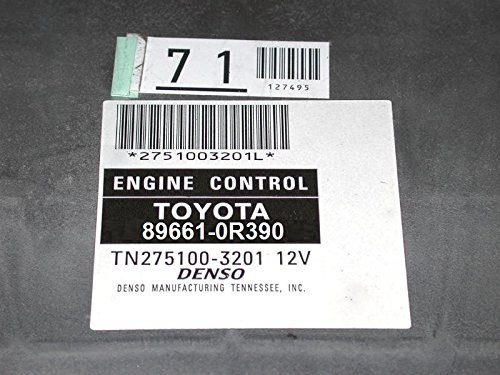 71
127495
*2751003201L*
ENGINE CONTROL
TOYOTA
89661-0R390
TN275100-3201 12V
DENSO
DENSO MANUFACTURING TENNESSEE, INC.